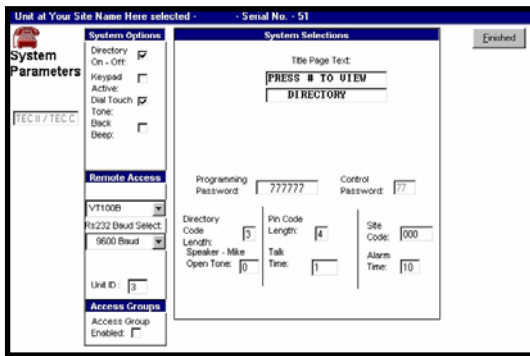 Unit at Your Site Name Here selected - - Serial No. - 51
System Parameters
TEC II / TEC C
System Options
Directory On - Off:
Keypad Active:
Dial Touch Tone:
Back Beep:
Remote Access
VT100B
Rs232 Baud Select:
9600 Baud
Unit ID : 3
Access Groups
Access Group Enabled:
System Selections
Title Page Text:
PRESS # TO VIEW
DIRECTORY
Programming Password: 777777
Control Password: 77
Directory Code Length: 3
Pin Code Length: 4
Site Code: 000
Speaker - Mike Open Tone: 0
Talk Time: 1
Alarm Time: 10
Finished